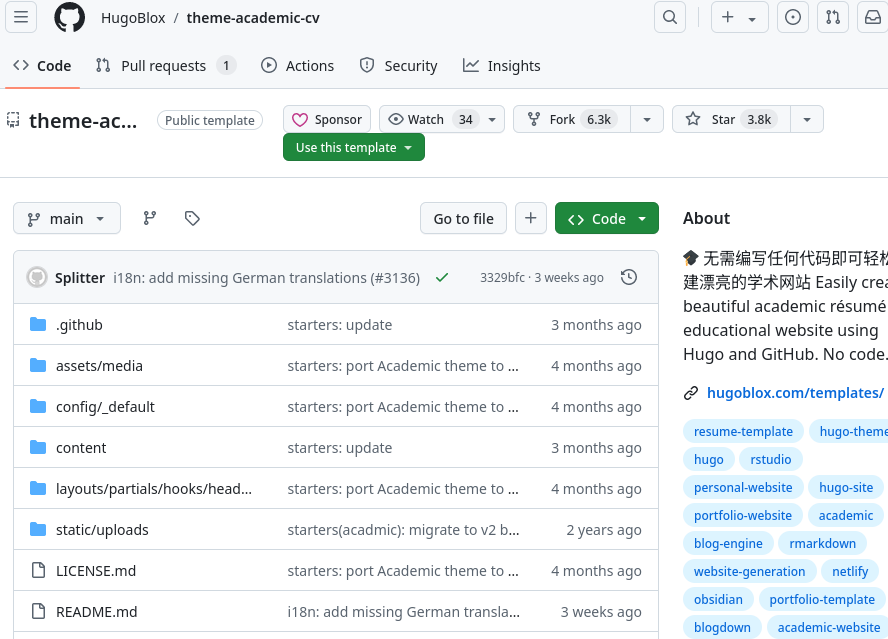 HugoBlox / theme-academic-cv
Code Pull requests 1 Actions Security Insights
theme-ac... Public template Sponsor Watch 34 Fork 6.3k Star 3.8k
Use this template
main Go to file Code
About
🎓 无需编写任何代码即可轻松
建漂亮的学术网站 Easily crea
beautiful academic résumé
educational website using
Hugo and GitHub. No code.
hugoblox.com/templates/
resume-template hugo-theme
hugo rstudio
personal-website hugo-site
portfolio-website academic
blog-engine rmarkdown
website-generation netlify
obsidian portfolio-template
blogdown academic-website
Splitter i18n: add missing German translations (#3136) 3329bfc · 3 weeks ago
.github starters: update 3 months ago
assets/media starters: port Academic theme to ... 4 months ago
config/_default starters: port Academic theme to ... 4 months ago
content starters: update 3 months ago
layouts/partials/hooks/head... starters: port Academic theme to ... 4 months ago
static/uploads starters(acadmic): migrate to v2 b... 2 years ago
LICENSE.md starters: port Academic theme to ... 4 months ago
README.md i18n: add missing German transla... 3 weeks ago